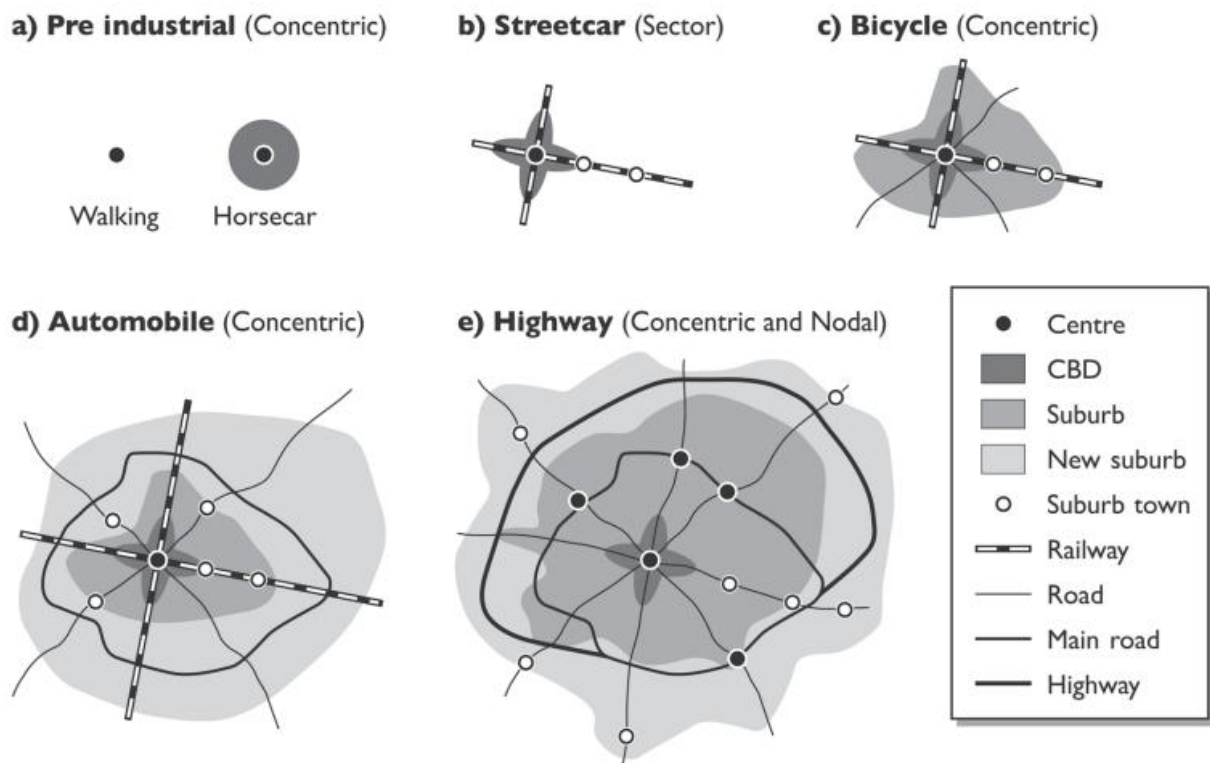 a) Pre industrial (Concentric)
Walking
Horsecar
b) Streetcar (Sector)
c) Bicycle (Concentric)
d) Automobile (Concentric)
e) Highway (Concentric and Nodal)
Centre
CBD
Suburb
New suburb
Suburb town
Railway
Road
Main road
Highway